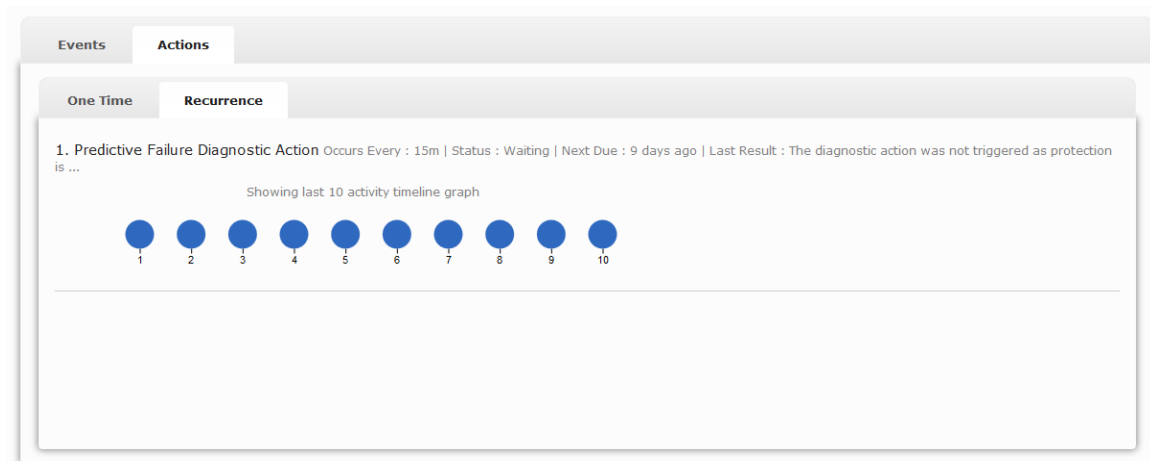 Events Actions
One Time Recurrence
1. Predictive Failure Diagnostic Action Occurs Every : 15m | Status : Waiting | Next Due : 9 days ago | Last Result : The diagnostic action was not triggered as protection
is ...
Showing last 10 activity timeline graph
1 2 3 4 5 6 7 8 9 10